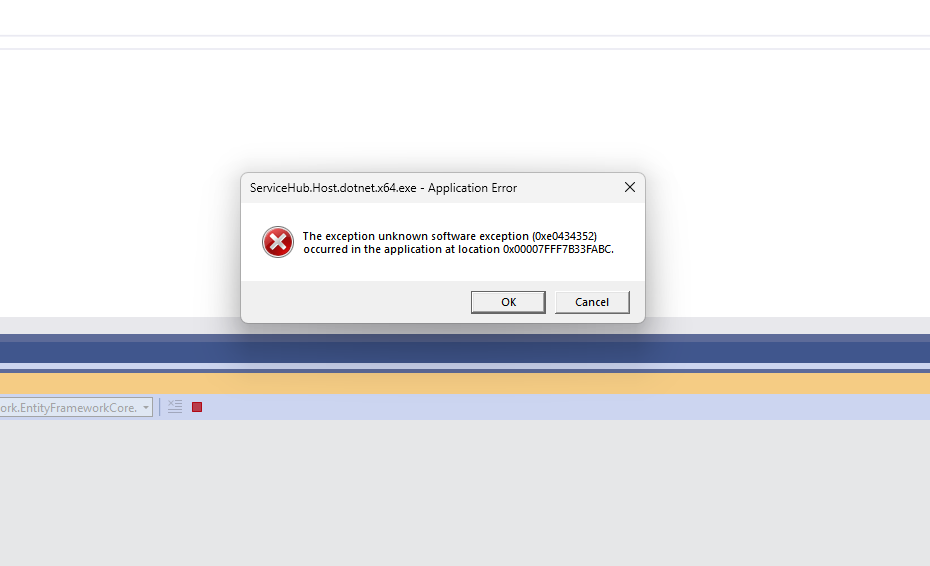 ServiceHub.Host.dotnet.x64.exe - Application Error
The exception unknown software exception (0xe0434352)
occurred in the application at location 0x00007FFF7B33FABC.
OK
Cancel
ork.EntityFrameworkCore.